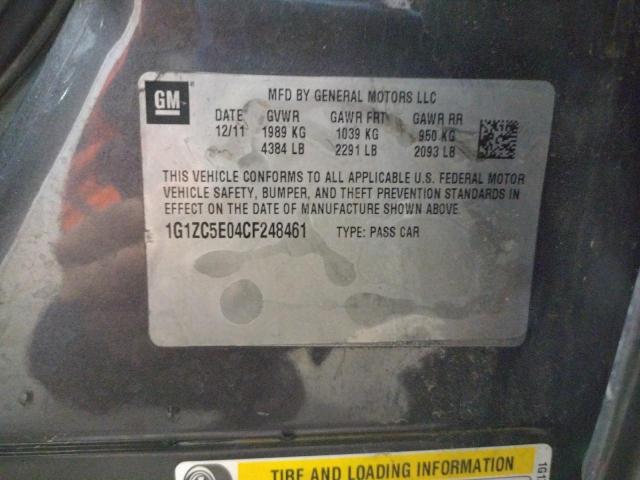 GM
MFD BY GENERAL MOTORS LLC
DATE GVWR GAWR FRT GAWR RR
12/11 1989 KG 1039 KG 950 KG
4384 LB 2291 LB 2093 LB
THIS VEHICLE CONFORMS TO ALL APPLICABLE U.S. FEDERAL MOTOR
VEHICLE SAFETY, BUMPER, AND THEFT PREVENTION STANDARDS IN
EFFECT ON THE DATE OF MANUFACTURE SHOWN ABOVE.
1G1ZC5E04CF248461 TYPE: PASS CAR
TIRE AND LOADING INFORMATION
1G1